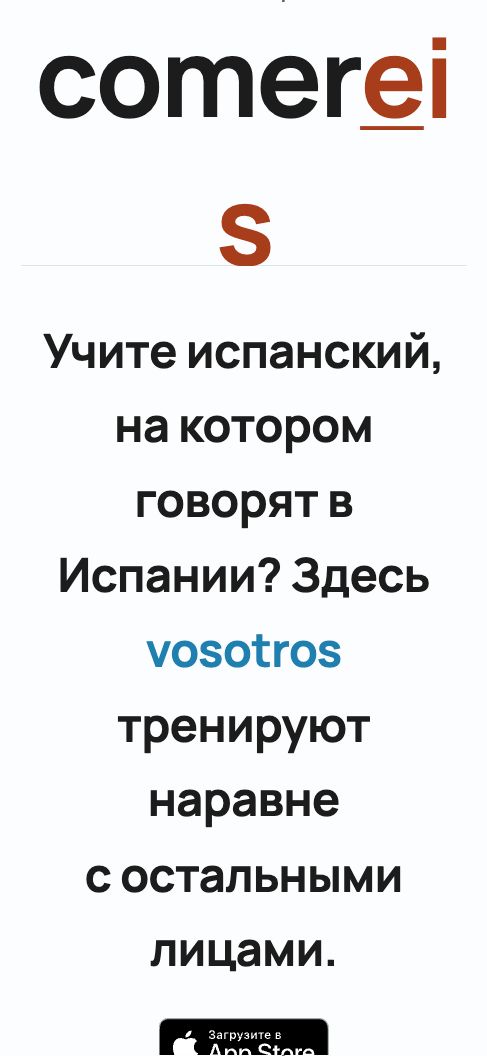 comerei
s
Учите испанский,
на котором
говорят в
Испании? Здесь
vosotros
тренируют
наравне
с остальными
лицами.
Загрузите в
App Store